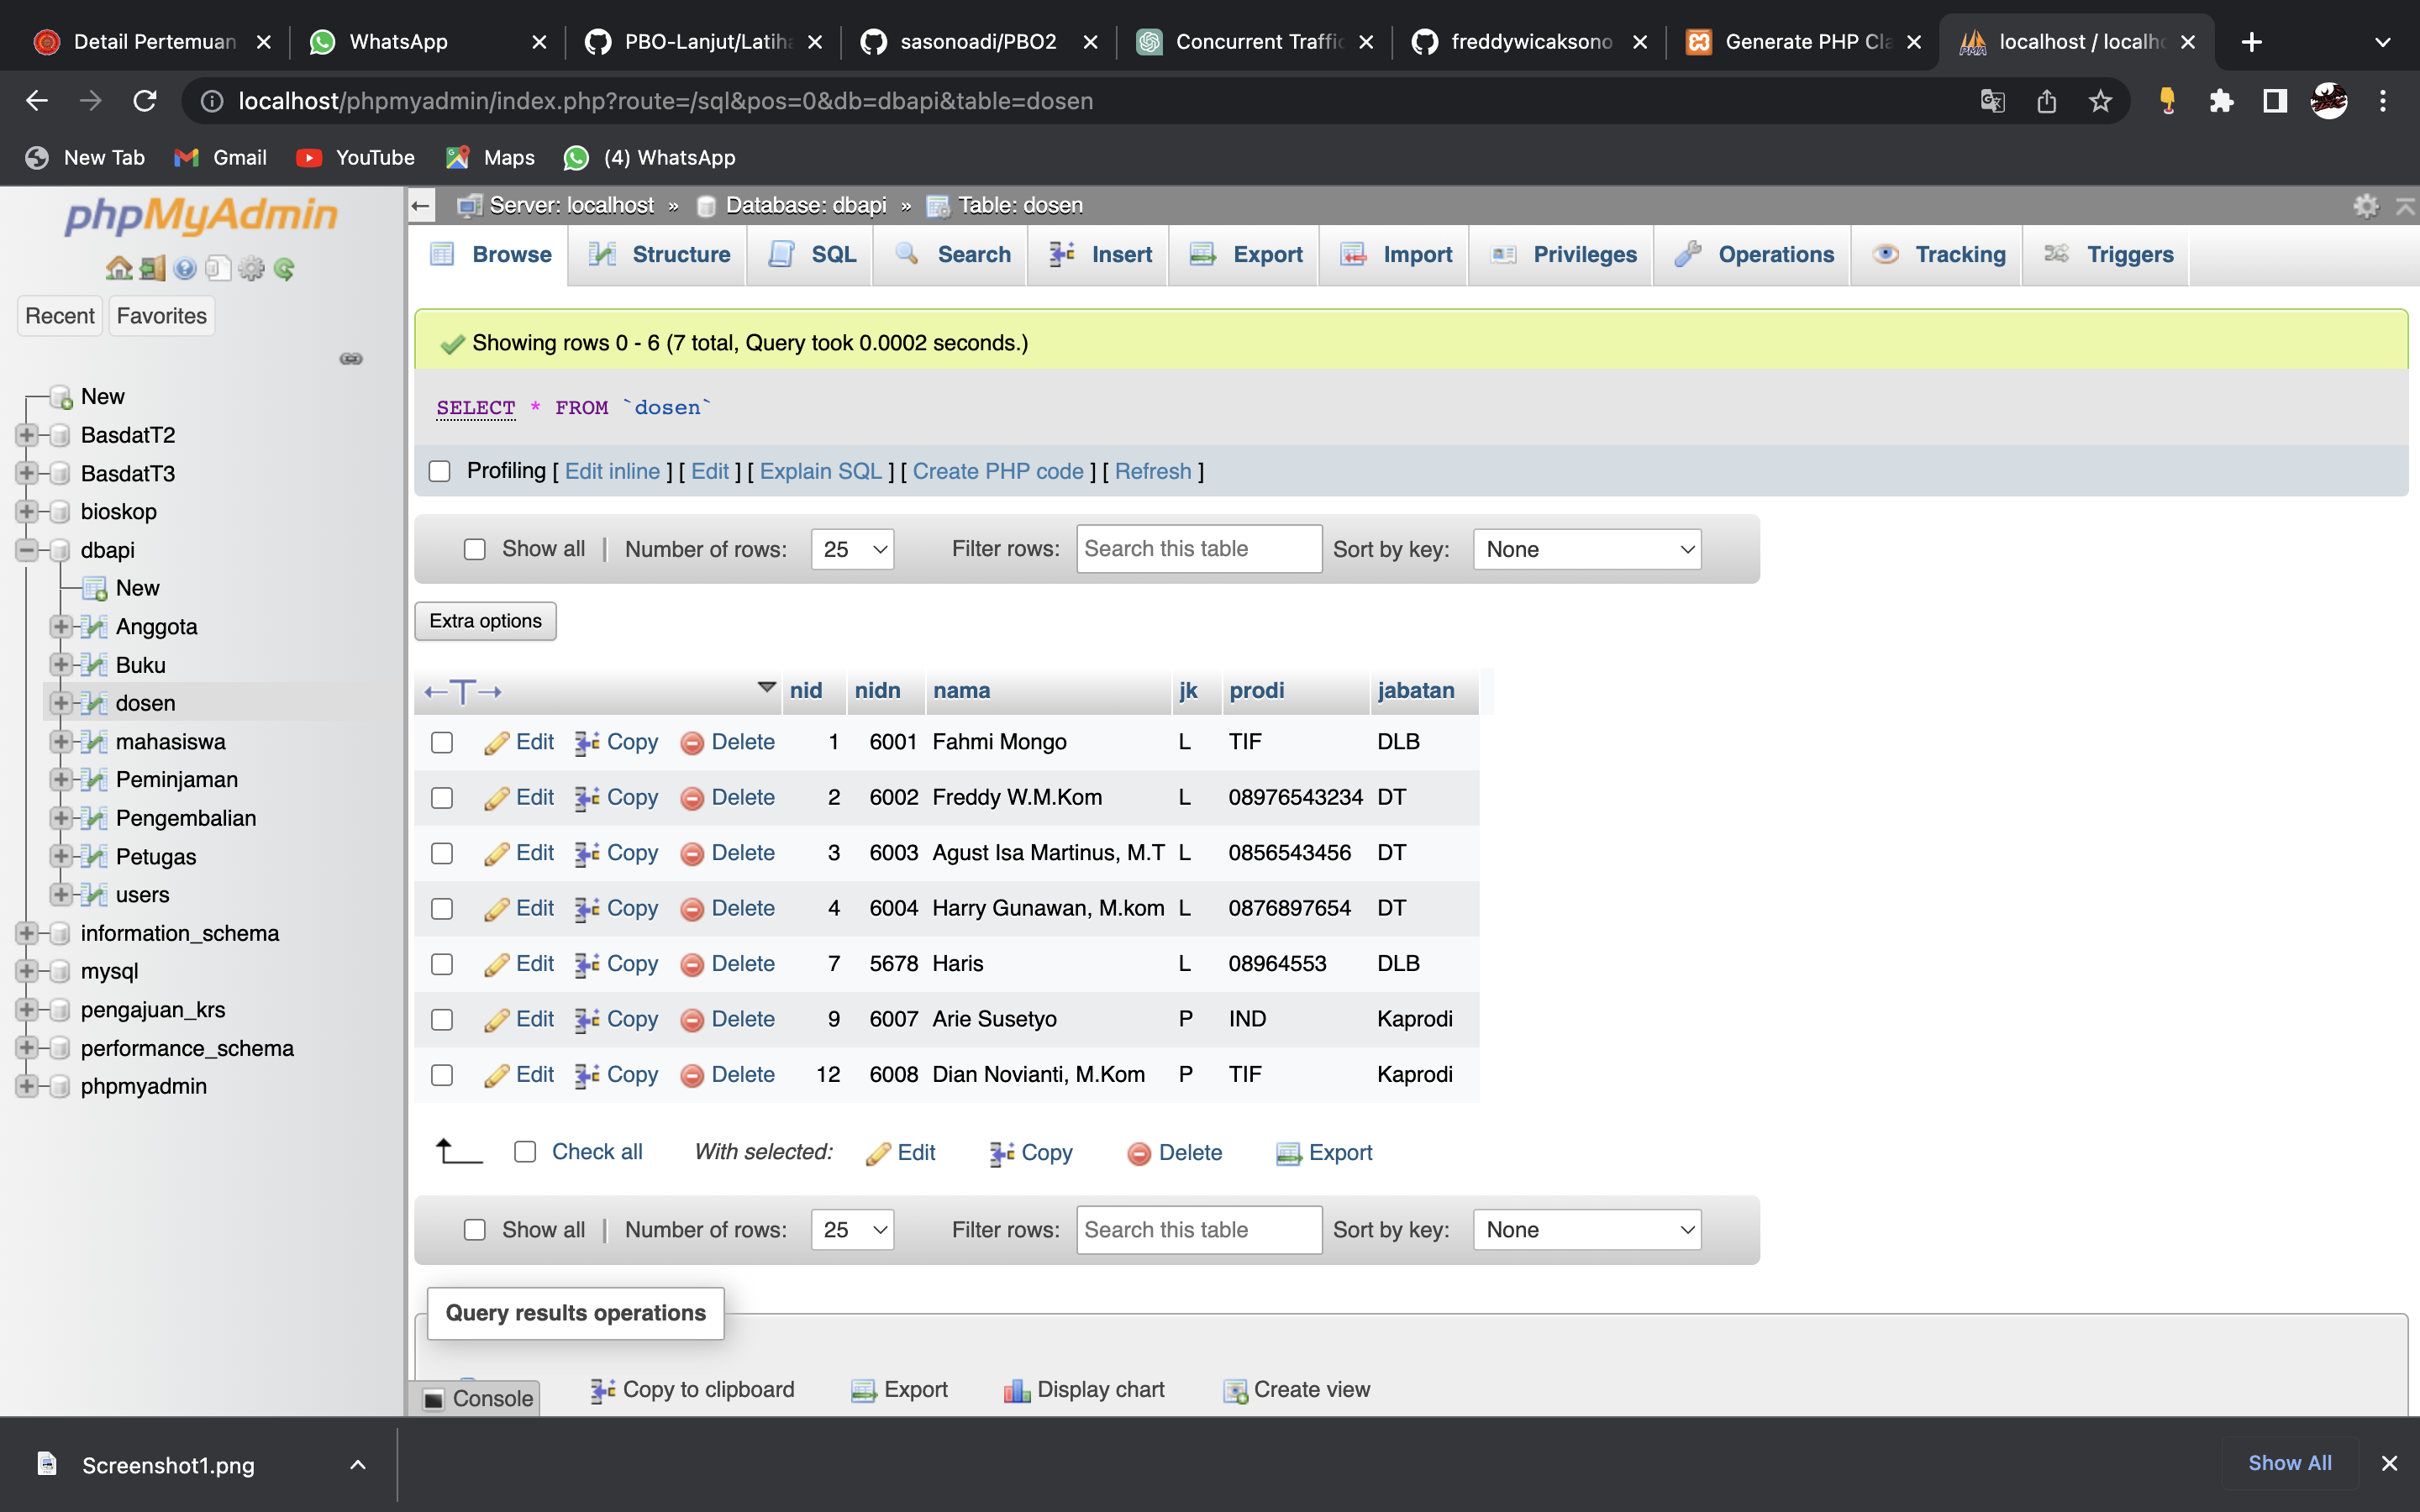 Detail Pertemuan
WhatsApp
PBO-Lanjut/Latiha
sasonoadi/PBO2
Concurrent Traffic
freddywicaksono
Generate PHP Cla
localhost / localho
localhost/phpmyadmin/index.php?route=/sql&pos=0&db=dbapi&table=dosen
New Tab
Gmail
YouTube
Maps
(4) WhatsApp
phpMyAdmin
Recent
Favorites
New
BasdatT2
BasdatT3
bioskop
dbapi
New
Anggota
Buku
dosen
mahasiswa
Peminjaman
Pengembalian
Petugas
users
information_schema
mysql
pengajuan_krs
performance_schema
phpmyadmin
Server: localhost » Database: dbapi » Table: dosen
Browse Structure SQL Search Insert Export Import Privileges Operations Tracking Triggers
Showing rows 0 - 6 (7 total, Query took 0.0002 seconds.)
SELECT * FROM `dosen`
Profiling [ Edit inline ] [ Edit ] [ Explain SQL ] [ Create PHP code ] [ Refresh ]
Show all | Number of rows: 25 Filter rows: Search this table Sort by key: None
Extra options
nid nidn nama jk prodi jabatan
Edit Copy Delete 1 6001 Fahmi Mongo L TIF DLB
Edit Copy Delete 2 6002 Freddy W.M.Kom L 08976543234 DT
Edit Copy Delete 3 6003 Agust Isa Martinus, M.T L 0856543456 DT
Edit Copy Delete 4 6004 Harry Gunawan, M.kom L 0876897654 DT
Edit Copy Delete 7 5678 Haris L 08964553 DLB
Edit Copy Delete 9 6007 Arie Susetyo P IND Kaprodi
Edit Copy Delete 12 6008 Dian Novianti, M.Kom P TIF Kaprodi
Check all With selected: Edit Copy Delete Export
Show all | Number of rows: 25 Filter rows: Search this table Sort by key: None
Query results operations
Copy to clipboard Export Display chart Create view
Console
Screenshot1.png
Show All